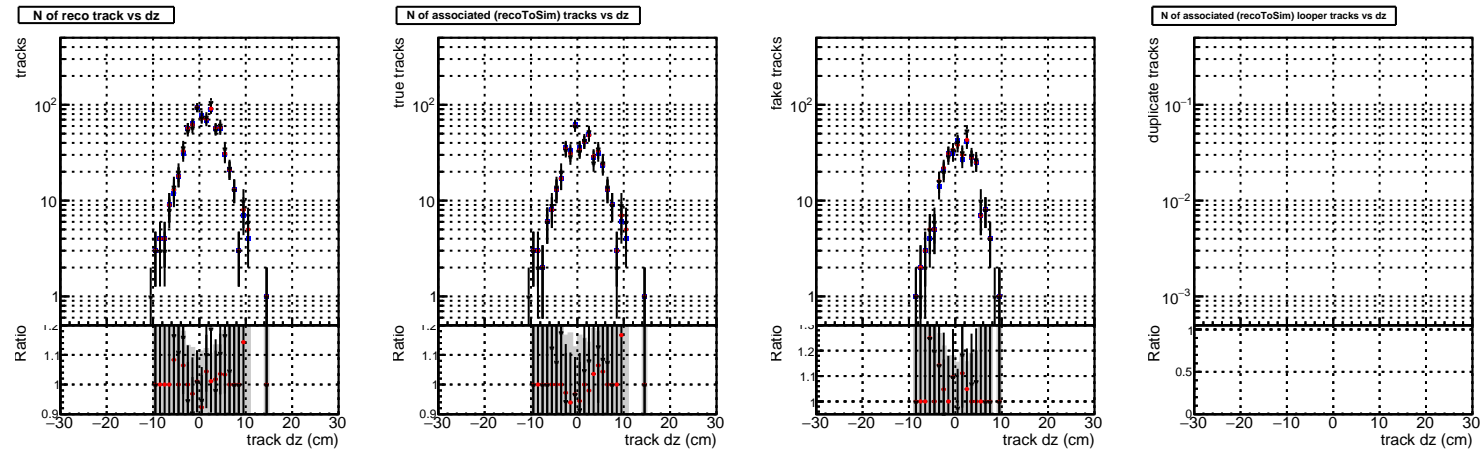 N of reco track vs dz
tracks
10²
10
1
Ratio
1.2
1.1
1
0.9
−30 −20 −10 0 10 20 30
track dz (cm)
N of associated (recoToSim) tracks vs dz
true tracks
10²
10
1
Ratio
1.2
1.1
1
0.9
−30 −20 −10 0 10 20 30
track dz (cm)
fake tracks
10²
10
1
Ratio
1.3
1.2
1.1
1
−30 −20 −10 0 10 20 30
track dz (cm)
N of associated (recoToSim) looper tracks vs dz
duplicate tracks
10⁻¹
10⁻²
10⁻³
Ratio
1
0.5
0
−30 −20 −10 0 10 20 30
track dz (cm)